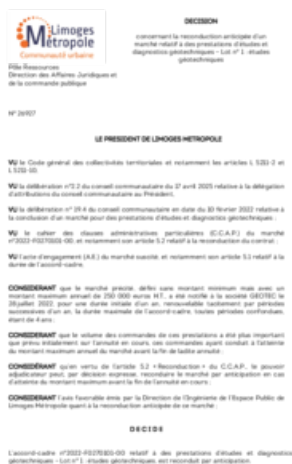 Limoges
Métropole
Communauté urbaine
DECISION
concernant la reconduction anticipée d'un
marché relatif à des prestations d'études et
diagnostics géotechniques - Lot n° 1 : études
géotechniques
Pôle Ressources
Direction des Affaires Juridiques et
de la commande publique
N° 26927
LE PRESIDENT DE LIMOGES METROPOLE
VU le Code général des collectivités territoriales et notamment les articles L 5211-2 et
L 5211-10,
VU la délibération n°2.2 du conseil communautaire du 17 avril 2025 relative à la délégation
d'attributions du conseil communautaire au Président,
VU la délibération n° 19.4 du conseil communautaire en date du 10 février 2022 relative à
la conclusion d'un marché pour des prestations d'études et diagnostics géotechniques ;
VU le cahier des clauses administratives particulières (C.C.A.P.) du marché
et notamment son article 5.2 relatif à la reconduction du contrat ;
VU l'acte d'engagement (A.E.) du marché susvisé et notamment son article 5.1 relatif à la
durée de l'accord-cadre.
CONSIDERANT que le marché précité, défini sans montant minimum mais avec un
montant maximum annuel de 250 000 euros H.T., a été notifié à la société GEOTEC le
28 juillet 2022 pour une durée initiale d'un an, renouvelable tacitement par périodes
successives d'un an, la durée maximale de l'accord-cadre, toutes périodes confondues,
étant de 4 ans ;
CONSIDERANT que le volume des commandes de ces prestations a été plus important
que prévu initialement sur l'annuité en cours, ces commandes ayant conduit à l'atteinte
du montant maximum annuel du marché avant la fin de ladite annuité ;
CONSIDÉRANT qu'en vertu de l'article 5.2 « Reconduction » du C.C.A.P., le pouvoir
adjudicateur peut, par décision expresse, reconduire le marché par anticipation en cas
d'atteinte du montant maximum avant la fin de l'annuité en cours ;
CONSIDERANT l'avis favorable émis par la Direction de l'Ingénierie de l'Espace Public de
Limoges Métropole quant à la reconduction anticipée de ce marché ;
DECIDE
L'accord-cadre relatif à des prestations d'études et diagnostics
géotechniques - Lot n° 1 : études géotechniques, est reconduit par anticipation.